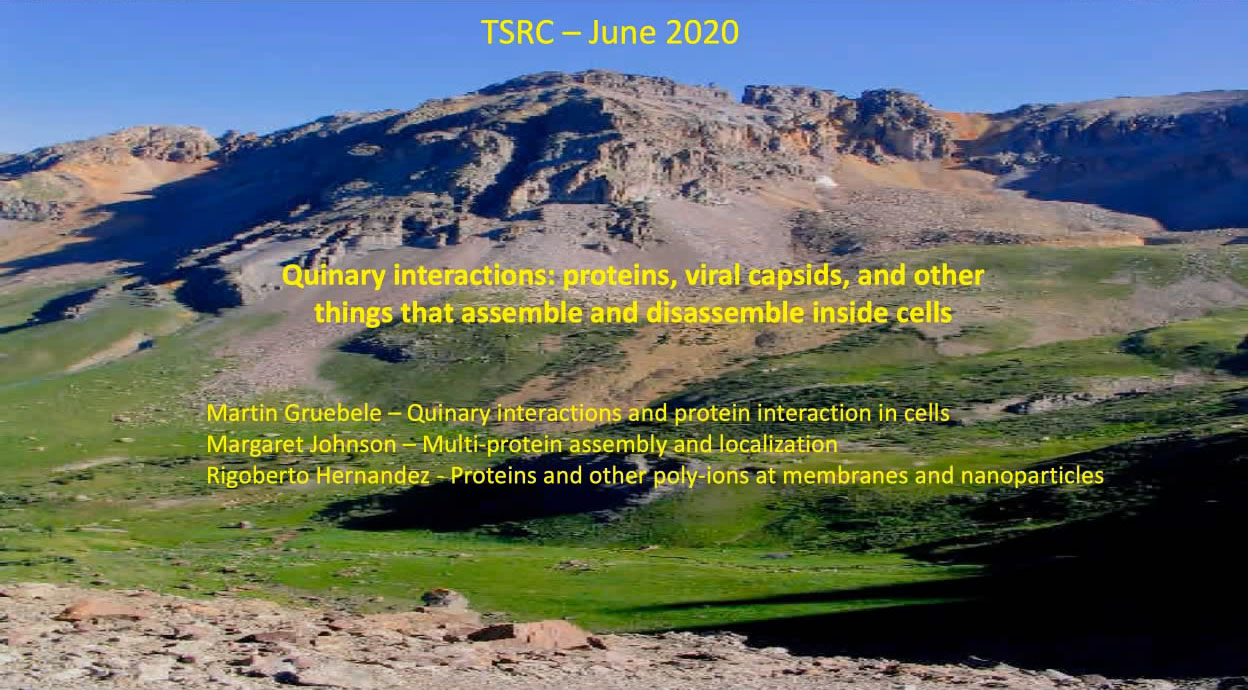 TSRC – June 2020
Quinary interactions: proteins, viral capsids, and other
things that assemble and disassemble inside cells
Martin Gruebele – Quinary interactions and protein interaction in cells
Margaret Johnson – Multi-protein assembly and localization
Rigoberto Hernandez - Proteins and other poly-ions at membranes and nanoparticles